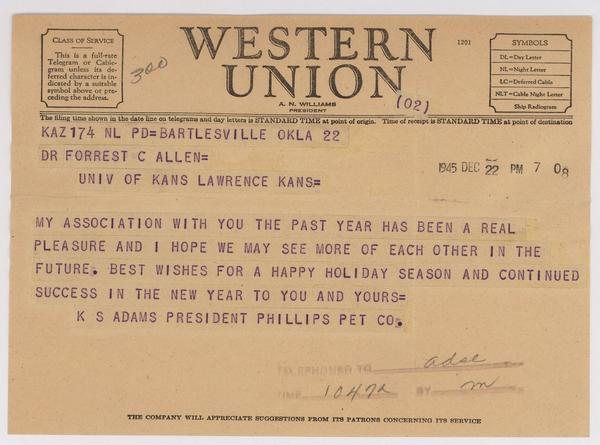 CLASS OF SERVICE
This is a full-rate
Telegram or Cable-
gram unless its de-
ferred character is in-
dicated by a suitable
symbol above or pre-
ceding the address.
300
WESTERN
UNION
A. N. WILLIAMS
PRESIDENT
1201
(02)
SYMBOLS
DL=Day Letter
NL=Night Letter
LC=Deferred Cable
NLT=Cable Night Letter
Ship Radiogram
The filing time shown in the date line on telegrams and day letters is STANDARD TIME at point of origin. Time of receipt is STANDARD TIME at point of destination
KAZ174 NL PD=BARTLESVILLE OKLA 22
DR FORREST C ALLEN=
1945 DEC 22 PM 7 08
UNIV OF KANS LAWRENCE KANS=
MY ASSOCIATION WITH YOU THE PAST YEAR HAS BEEN A REAL
PLEASURE AND I HOPE WE MAY SEE MORE OF EACH OTHER IN THE
FUTURE. BEST WISHES FOR A HAPPY HOLIDAY SEASON AND CONTINUED
SUCCESS IN THE NEW YEAR TO YOU AND YOURS=
K S ADAMS PRESIDENT PHILLIPS PET CO.
TELEPHONED TO
TIME 1047a BY m
THE COMPANY WILL APPRECIATE SUGGESTIONS FROM ITS PATRONS CONCERNING ITS SERVICE